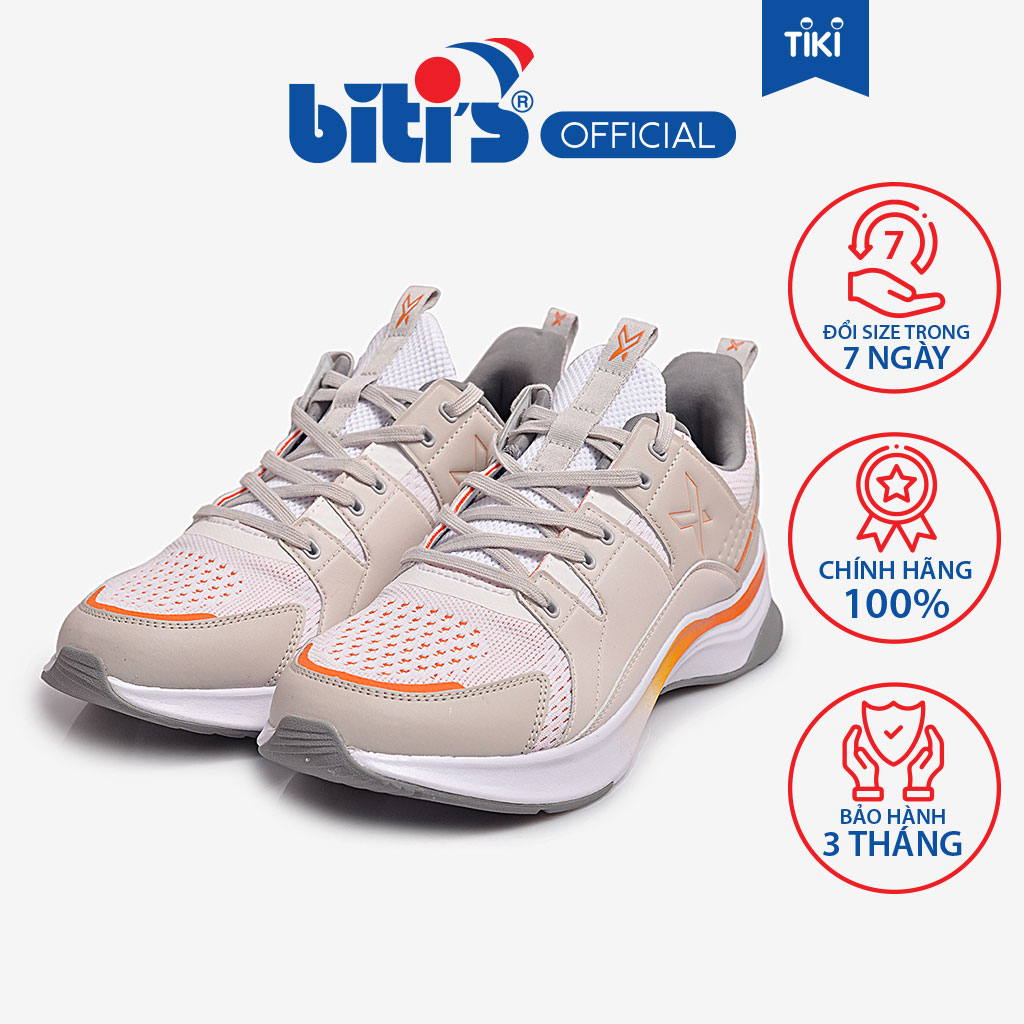 TiKi
biti's®
OFFICIAL
7
ĐỔI SIZE TRONG
7 NGÀY
CHÍNH HÃNG
100%
BẢO HÀNH
3 THÁNG